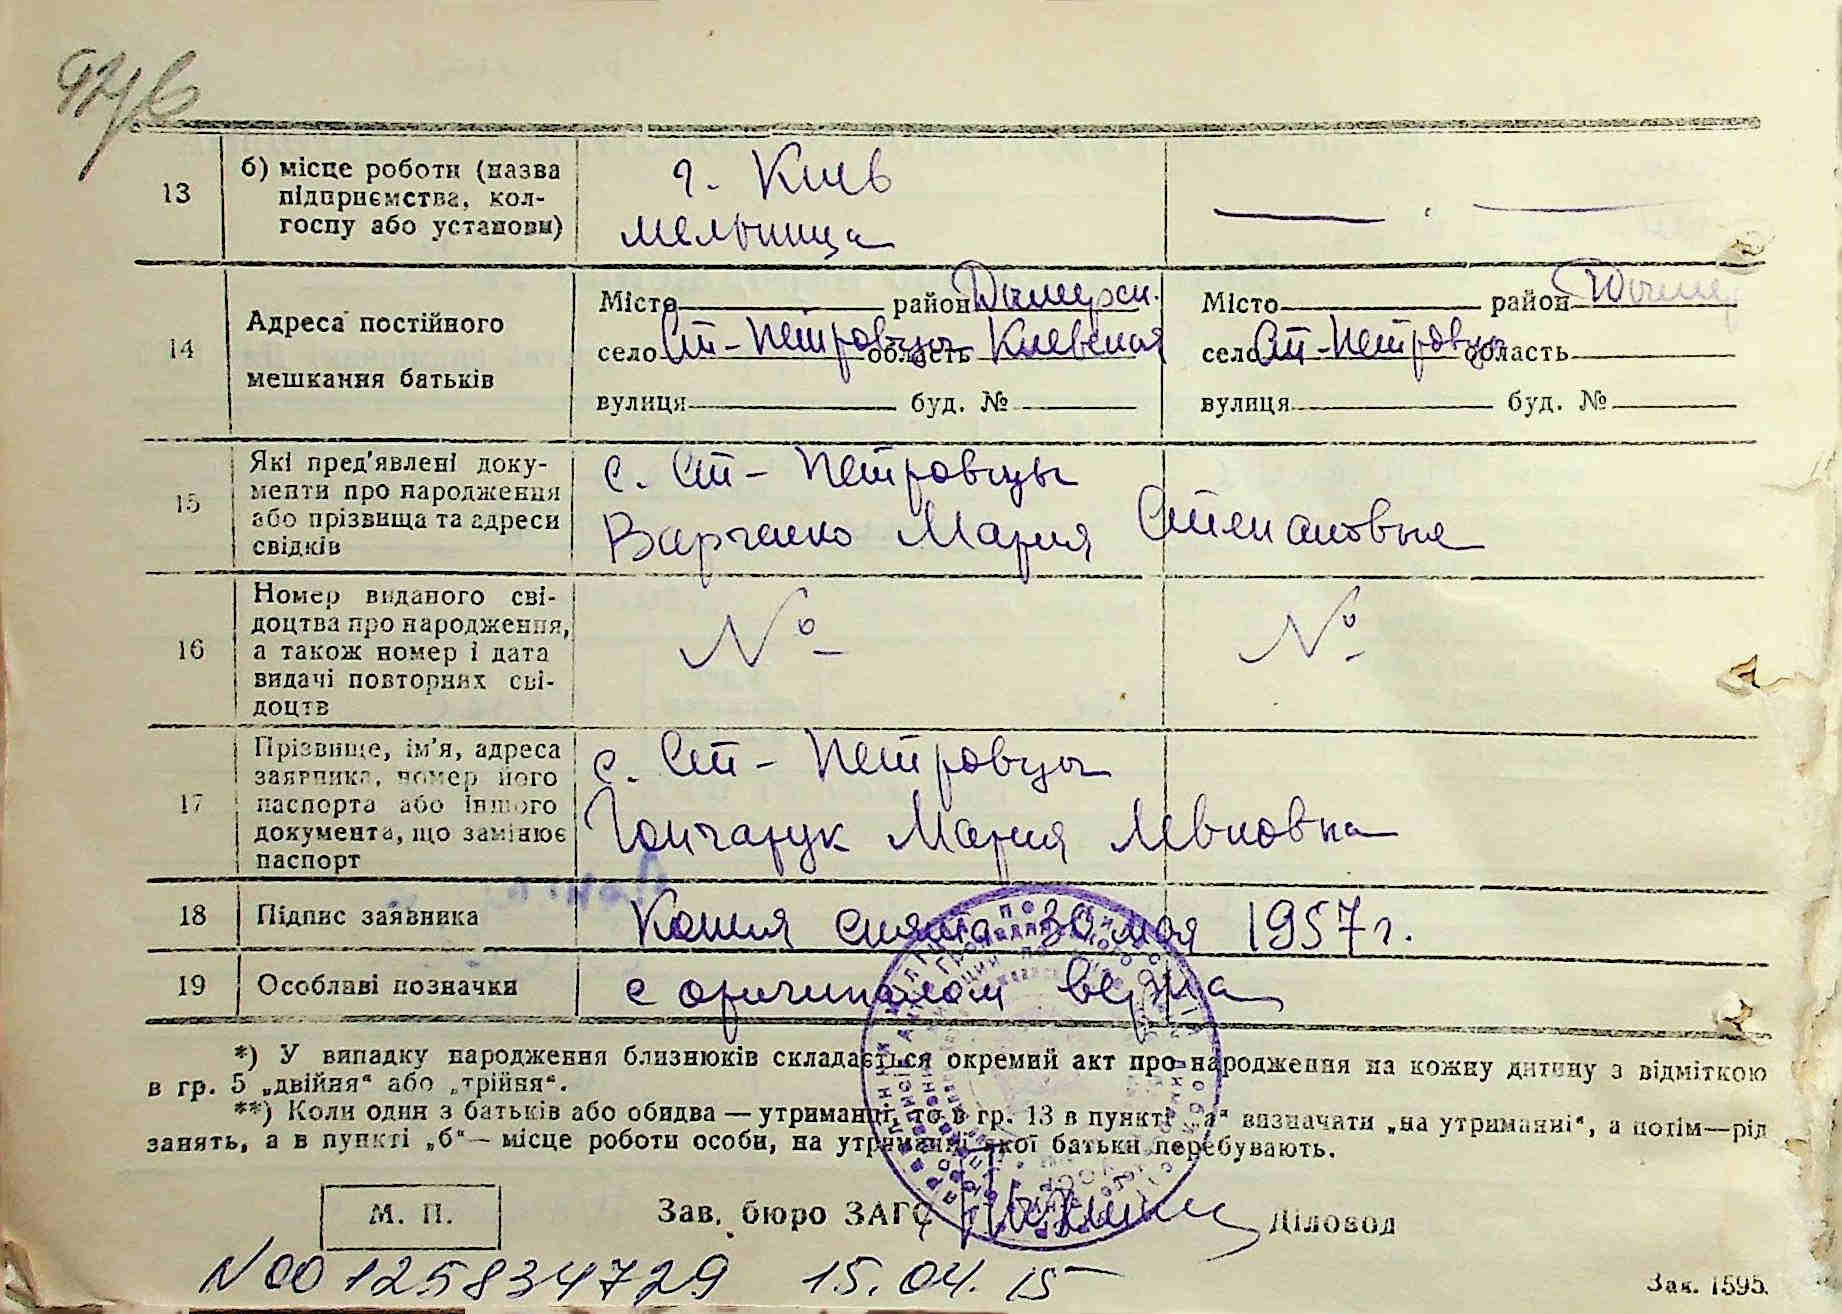 13
б) місце роботи (назва
підприємства, кол-
госпу або установи)
г. Киев
мельница
14
Адреса постійного
мешкання батьків
Місто район Дымерск.
село Ст-Петровцы область Киевская
вулиця буд. №
Місто район Дымер
село Ст-Петровцы область
вулиця буд. №
15
Які пред'явлені доку-
менти про народження
або прізвища та адреси
свідків
с. Ст-Петровцы
Варченко Мария Степановна
16
Номер виданого сві-
доцтва про народження,
а також номер і дата
видачі повторних сві-
доцтв
№
№
17
Прізвище, ім'я, адреса
заявника, номер його
паспорта або іншого
документа, що замінює
паспорт
с. Ст-Петровцы
Гончарук Мария Левковна
18
Підпис заявника
Копия снята 30 мая 1957 г.
19
Особлаві позначки
с оригиналом верна
*) У випадку народження близнюків складається окремий акт про народження на кожну дитину з відміткою
в гр. 5 „двійня“ або „трійня“.
**) Коли один з батьків або обидва — утриманці, то в гр. 13 в пункті „а“ визначати „на утриманні“, а потім—рід
занять, а в пункті „б“— місце роботи особи, на утриманні якої батьки перебувають.
М. П.
Зав. бюро ЗАГС
Діловод
N 00125834729 15.04.15
Зак. 1595.